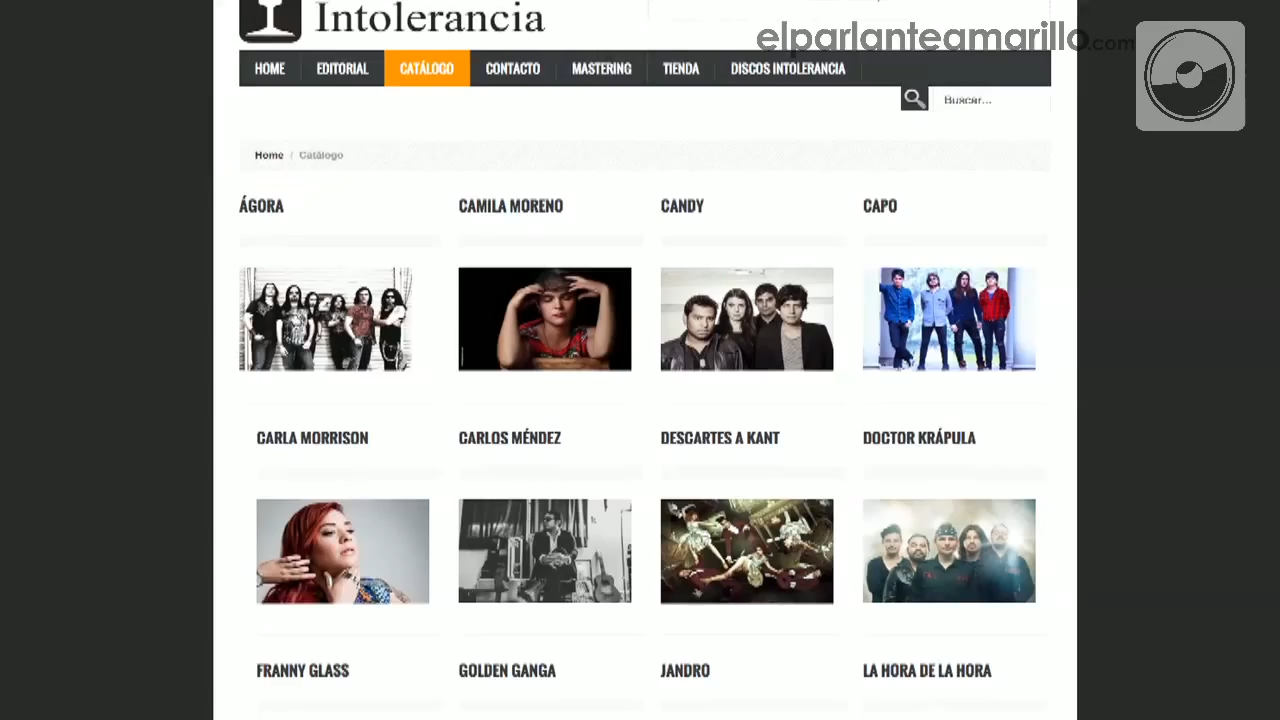 Intolerancia
elparlanteamarillo.com
HOME EDITORIAL CATÁLOGO CONTACTO MASTERING TIENDA DISCOS INTOLERANCIA
Buscar...
Home / Catálogo
ÁGORA CAMILA MORENO CANDY CAPO
CARLA MORRISON CARLOS MÉNDEZ DESCARTES A KANT DOCTOR KRÁPULA
FRANNY GLASS GOLDEN GANGA JANDRO LA HORA DE LA HORA